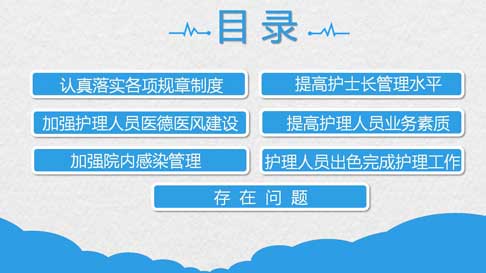 目录
认真落实各项规章制度
提高护士长管理水平
加强护理人员医德医风建设
提高护理人员业务素质
加强院内感染管理
护理人员出色完成护理工作
存在问题